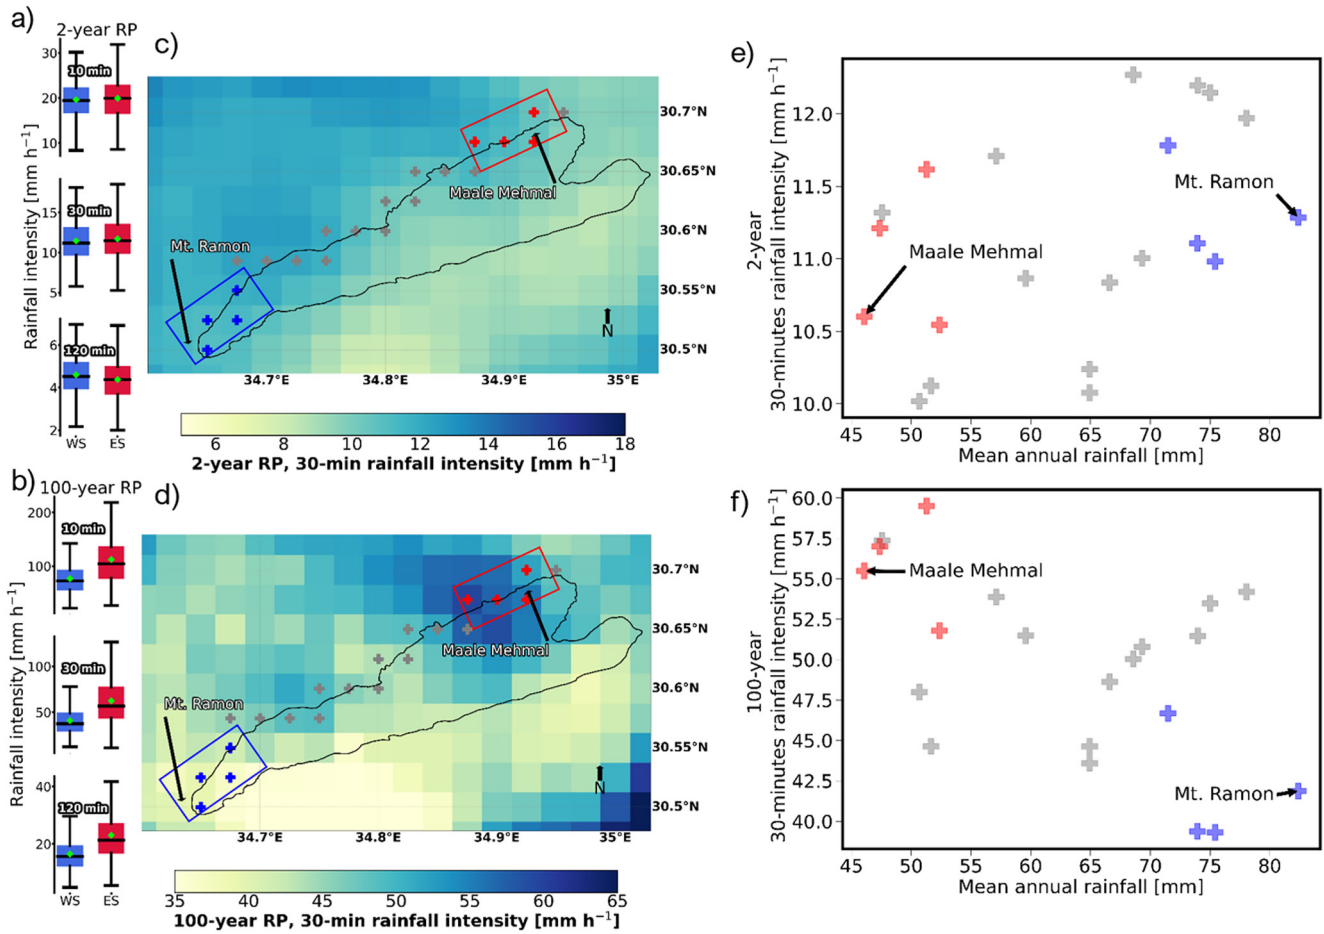 a)
2-year RP
30
10 min
20
10
30 min
15
10
5
120 min
6
4
2
WS
ES
Rainfall intensity [mm h⁻¹]
c)
30.7°N
30.65°N
30.6°N
30.55°N
30.5°N
Maale Mehmal
Mt. Ramon
N
34.7°E
34.8°E
34.9°E
35°E
6
8
10
12
14
16
18
2-year RP, 30-min rainfall intensity [mm h⁻¹]
e)
2-year
30-minutes rainfall intensity [mm h⁻¹]
12.0
11.5
11.0
10.5
10.0
Mt. Ramon
Maale Mehmal
45
50
55
60
65
70
75
80
Mean annual rainfall [mm]
b)
100-year RP
200
10 min
100
30 min
100
50
120 min
40
20
WS
ES
Rainfall intensity [mm h⁻¹]
d)
30.7°N
30.65°N
30.6°N
30.55°N
30.5°N
Maale Mehmal
Mt. Ramon
N
34.7°E
34.8°E
34.9°E
35°E
35
40
45
50
55
60
65
100-year RP, 30-min rainfall intensity [mm h⁻¹]
f)
100-year
30-minutes rainfall intensity [mm h⁻¹]
60.0
57.5
55.0
52.5
50.0
47.5
45.0
42.5
40.0
Maale Mehmal
Mt. Ramon
45
50
55
60
65
70
75
80
Mean annual rainfall [mm]